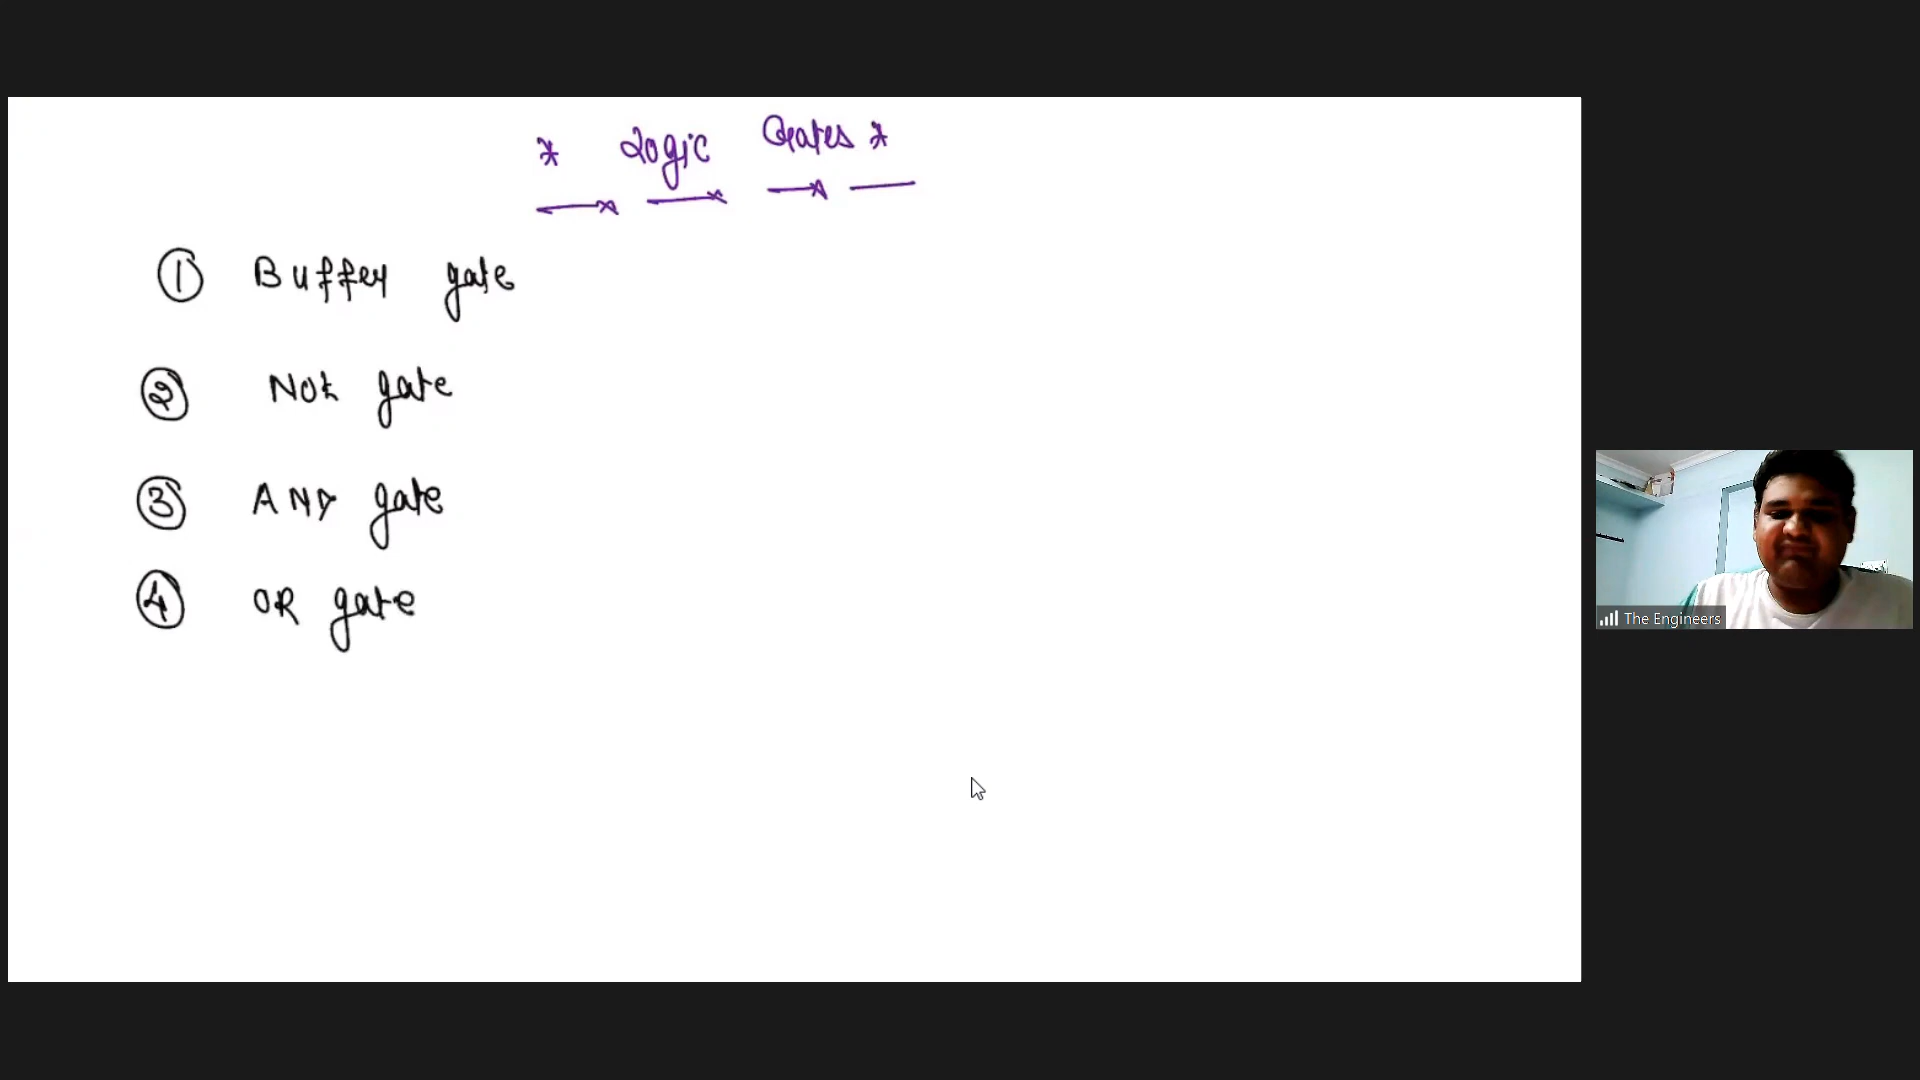 * Logic Gates *
① Buffer gate
② Not gate
③ AND gate
④ OR gate
The Engineers